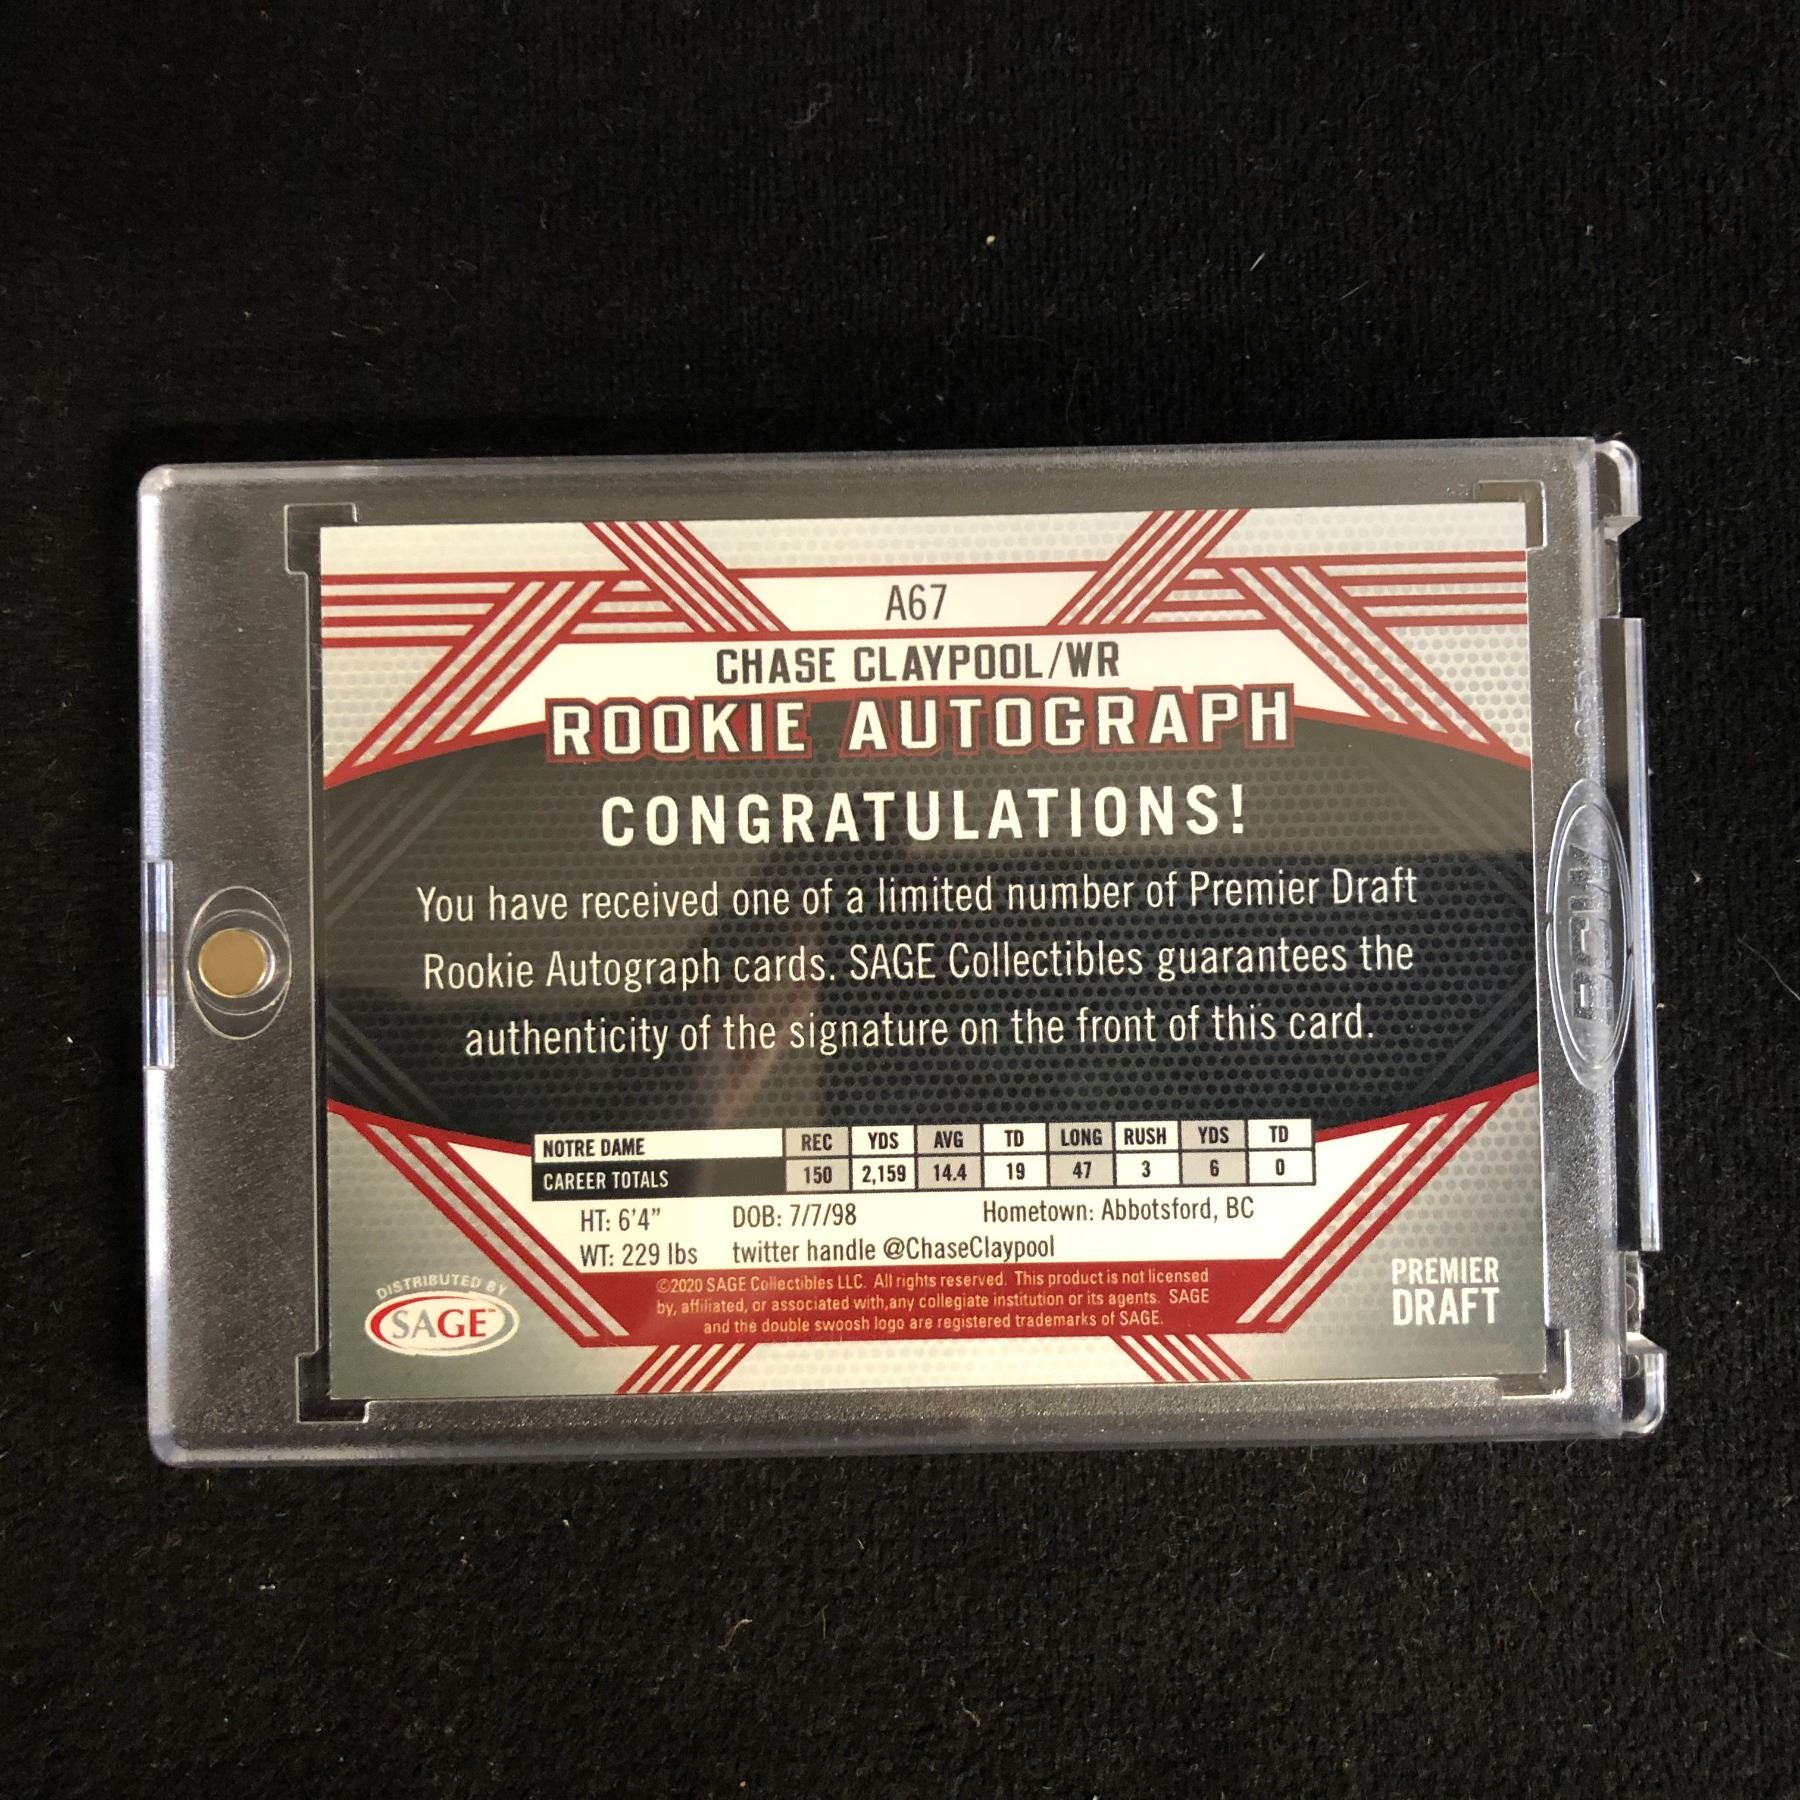 A67
CHASE CLAYPOOL/WR
ROOKIE AUTOGRAPH
CONGRATULATIONS!
You have received one of a limited number of Premier Draft
Rookie Autograph cards. SAGE Collectibles guarantees the
authenticity of the signature on the front of this card.
NOTRE DAME REC YDS AVG TD LONG RUSH YDS TD
CAREER TOTALS 150 2,159 14.4 19 47 3 6 0
HT: 6'4" DOB: 7/7/98 Hometown: Abbotsford, BC
WT: 229 lbs twitter handle @ChaseClaypool
©2020 SAGE Collectibles LLC. All rights reserved. This product is not licensed
by, affiliated, or associated with,any collegiate institution or its agents. SAGE
and the double swoosh logo are registered trademarks of SAGE.
DISTRIBUTED BY
SAGE™
PREMIER
DRAFT
BCW